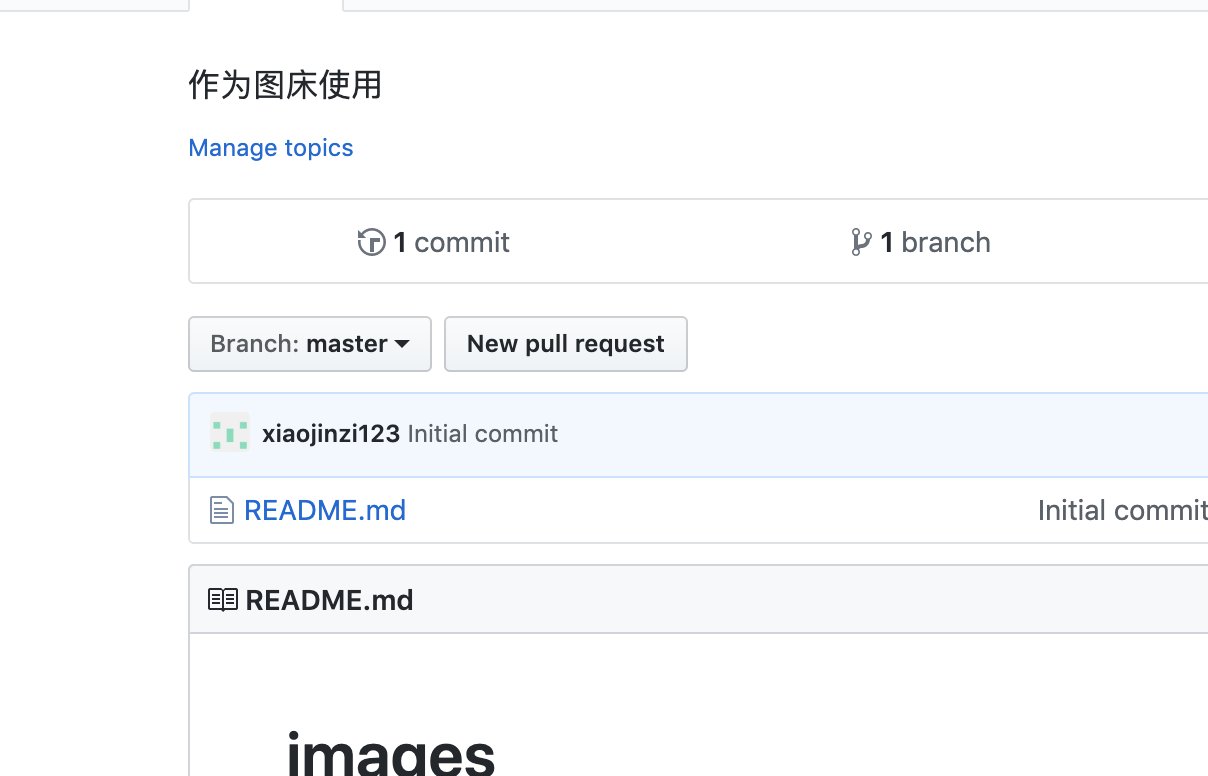 作为图床使用
Manage topics
1 commit 1 branch
Branch: master New pull request
xiaojinzi123 Initial commit
README.md Initial commit
README.md
images